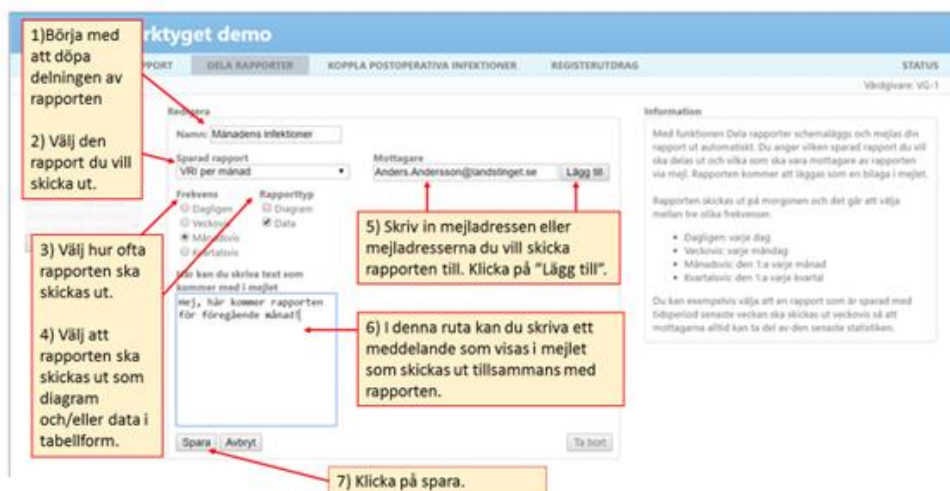 rktyget demo
PPORT
DELA RAPPORTER
KOPPLA POSTOPERATIVA INFEKTIONER
REGISTERUTDRAG
STATUS
Vårdgivare: VG-1
1)Börja med
att döpa
delningen av
rapporten
2) Välj den
rapport du vill
skicka ut.
3) Välj hur ofta
rapporten ska
skickas ut.
4) Välj att
rapporten ska
skickas ut som
diagram
och/eller data i
tabellform.
Redigera
Namn: Månadens infektioner
Sparad rapport
VRI per månad
Mottagare
Anders.Andersson@landstinget.se
Lägg till
Frekvens
Dagligen
Veckovis
Månadsvis
Kvartalsvis
Rapporttyp
Diagram
Data
5) Skriv in mejladressen eller
mejladresserna du vill skicka
rapporten till. Klicka på ”Lägg till”.
Här kan du skriva text som
kommer med i mejlet
Hej, här kommer rapporten
för föregående månad!
6) I denna ruta kan du skriva ett
meddelande som visas i mejlet
som skickas ut tillsammans med
rapporten.
Spara
Avbryt
Ta bort
7) Klicka på spara.
Information
Med funktionen Dela rapporter schemaläggs och mejlas din
rapport ut automatiskt. Du anger vilken sparad rapport du vill
ska delas ut och vilka som ska vara mottagare av rapporten
via mejl. Rapporten kommer att läggas som en bilaga i mejlet.
Rapporten skickas ut på morgonen och det går att välja
mellan tre olika frekvenser.
• Dagligen: varje dag
• Veckovis: varje måndag
• Månadsvis: den 1:a varje månad
• Kvartalsvis: den 1:a varje kvartal
Du kan exempelvis välja att en rapport som är sparad med
tidsperiod senaste veckan ska skickas ut veckovis så att
mottagarna alltid kan ta del av den senaste statistiken.